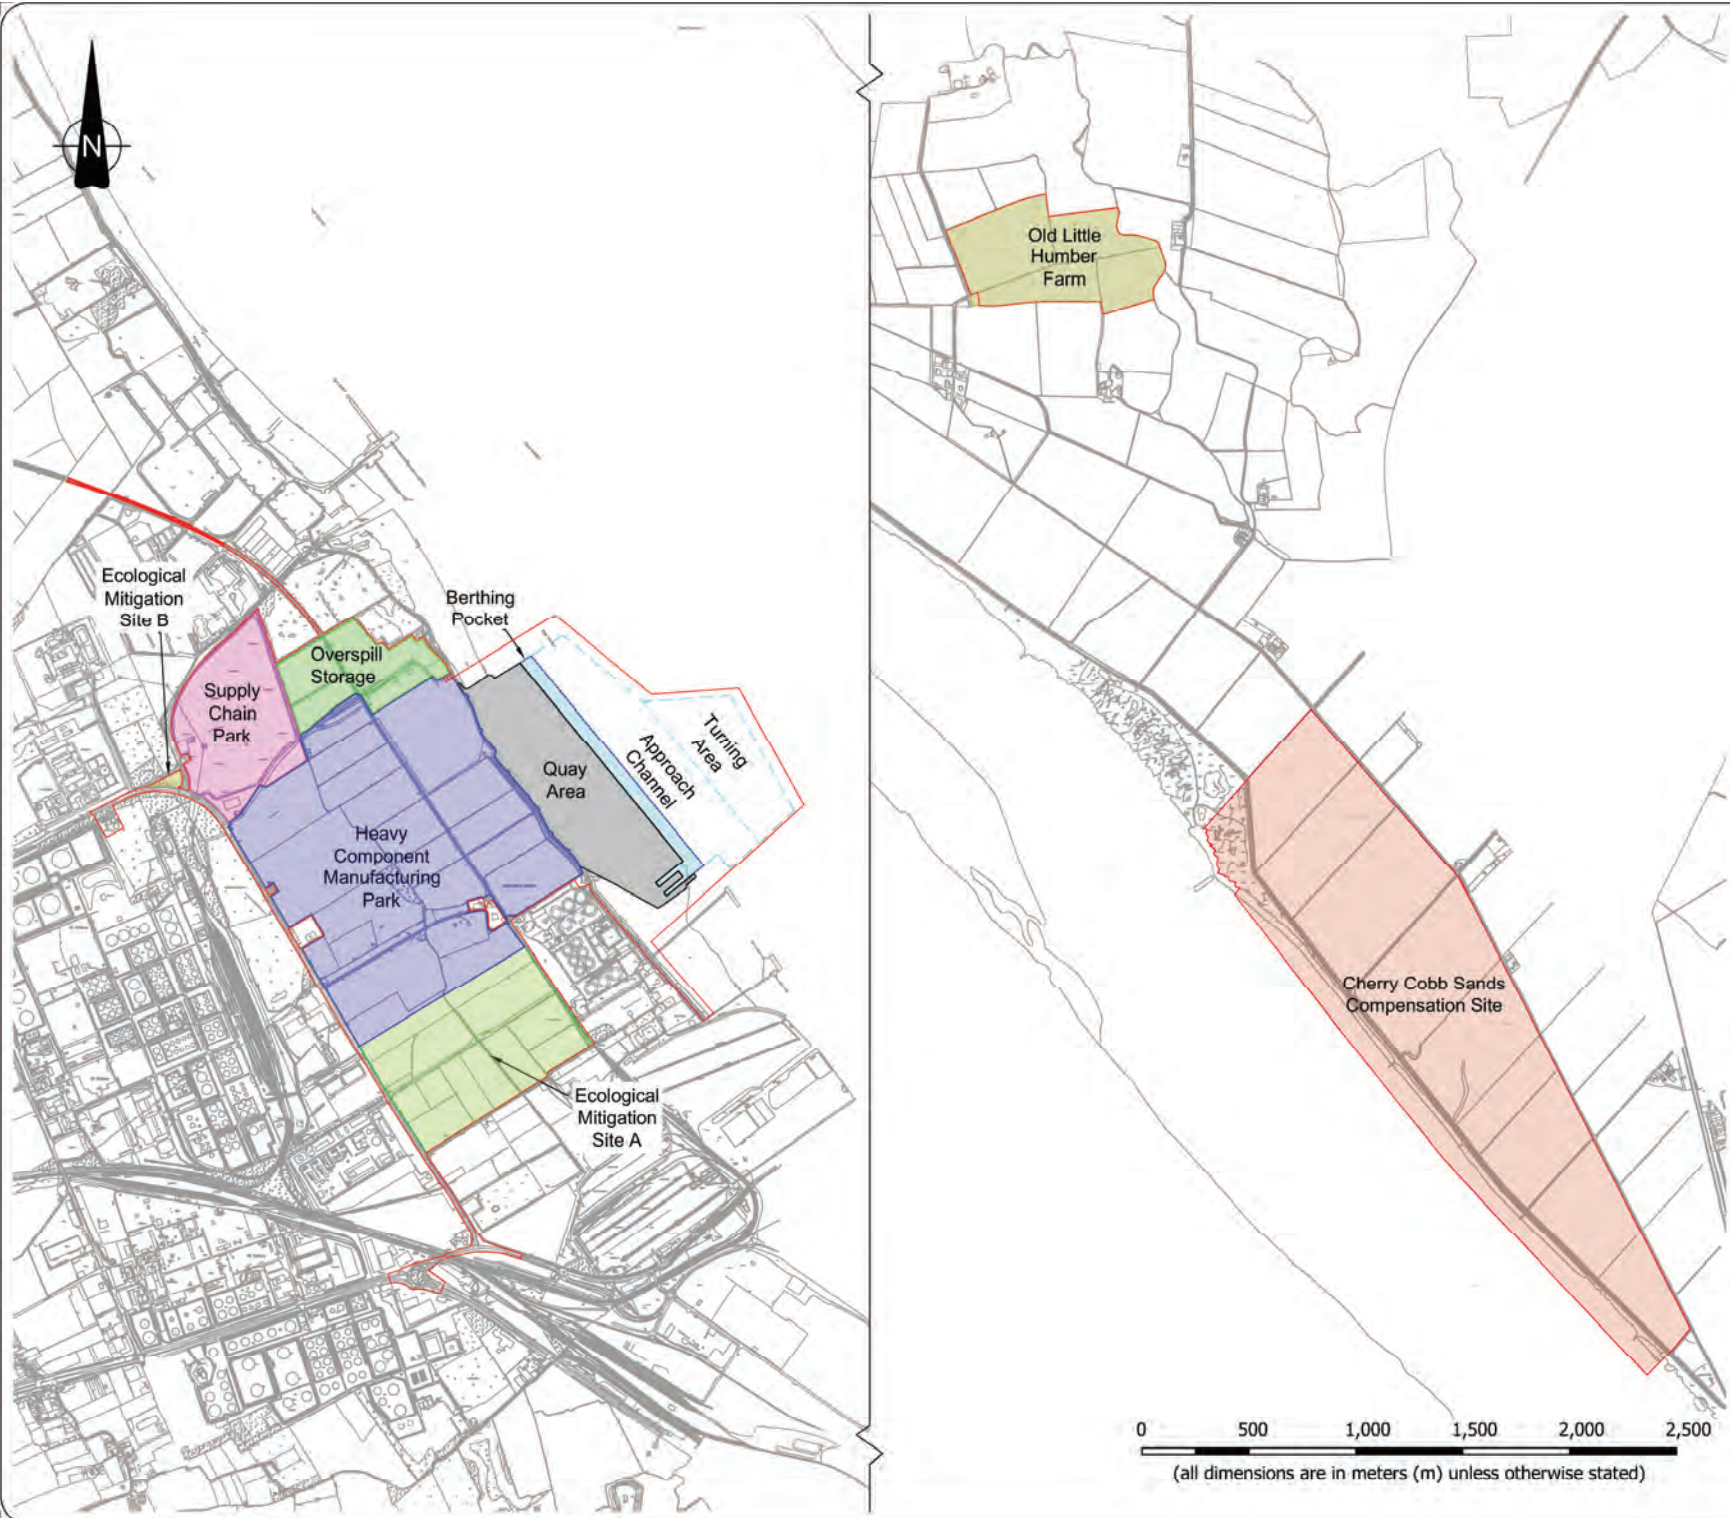 N
Old Little
Humber
Farm
Ecological
Mitigation
Site B
Berthing
Pocket
Overspill
Storage
Supply
Chain
Park
Turning
Area
Approach
Channel
Quay
Area
Heavy
Component
Manufacturing
Park
Cherry Cobb Sands
Compensation Site
Ecological
Mitigation
Site A
0 500 1,000 1,500 2,000 2,500
(all dimensions are in meters (m) unless otherwise stated)